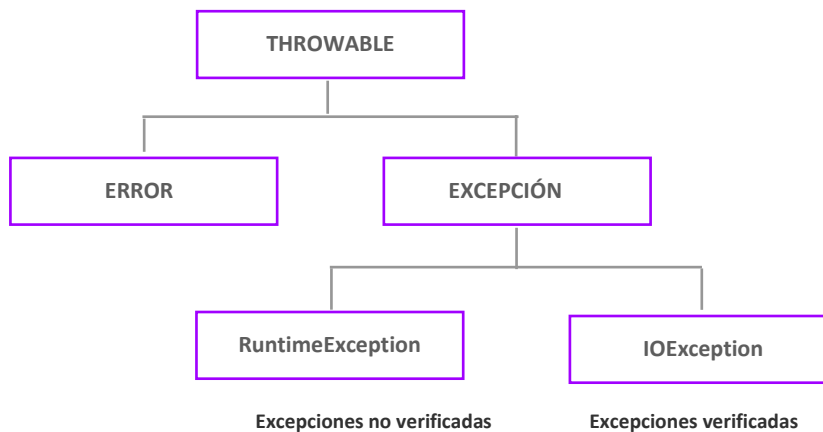 THROWABLE
ERROR
EXCEPCIÓN
RuntimeException
IOException
Excepciones no verificadas
Excepciones verificadas